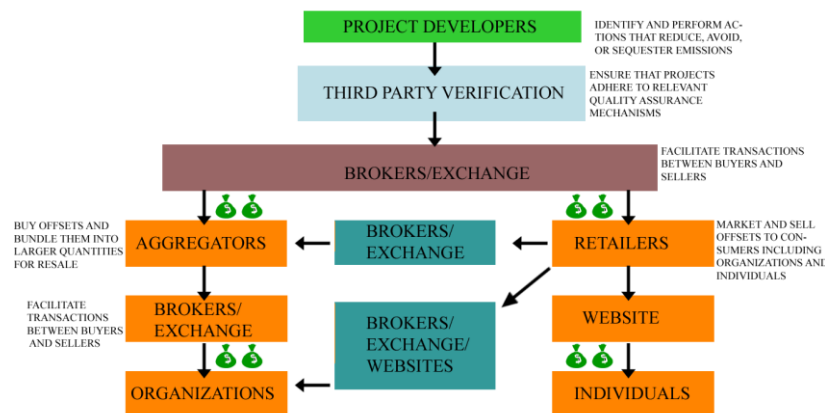 PROJECT DEVELOPERS
IDENTIFY AND PERFORM AC-
TIONS THAT REDUCE, AVOID,
OR SEQUESTER EMISSIONS
THIRD PARTY VERIFICATION
ENSURE THAT PROJECTS
ADHERE TO RELEVANT
QUALITY ASSURANCE
MECHANISMS
BROKERS/EXCHANGE
FACILITATE TRANSACTIONS
BETWEEN BUYERS AND
SELLERS
BUY OFFSETS AND
BUNDLE THEM INTO
LARGER QUANTITIES
FOR RESALE
$ $
AGGREGATORS
BROKERS/
EXCHANGE
$ $
RETAILERS
MARKET AND SELL
OFFSETS TO CON-
SUMERS INCLUDING
ORGANIZATIONS AND
INDIVIDUALS
FACILITATE
TRANSACTIONS
BETWEEN BUYERS
AND SELLERS
BROKERS/
EXCHANGE
BROKERS/
EXCHANGE/
WEBSITES
WEBSITE
$ $
ORGANIZATIONS
$ $
INDIVIDUALS